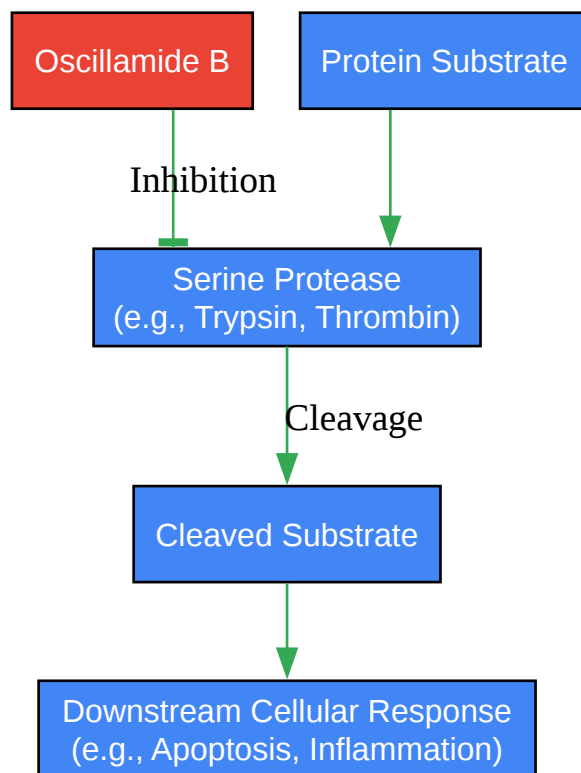 Oscillamide B
Protein Substrate
Inhibition
Serine Protease
(e.g., Trypsin, Thrombin)
Cleavage
Cleaved Substrate
Downstream Cellular Response
(e.g., Apoptosis, Inflammation)